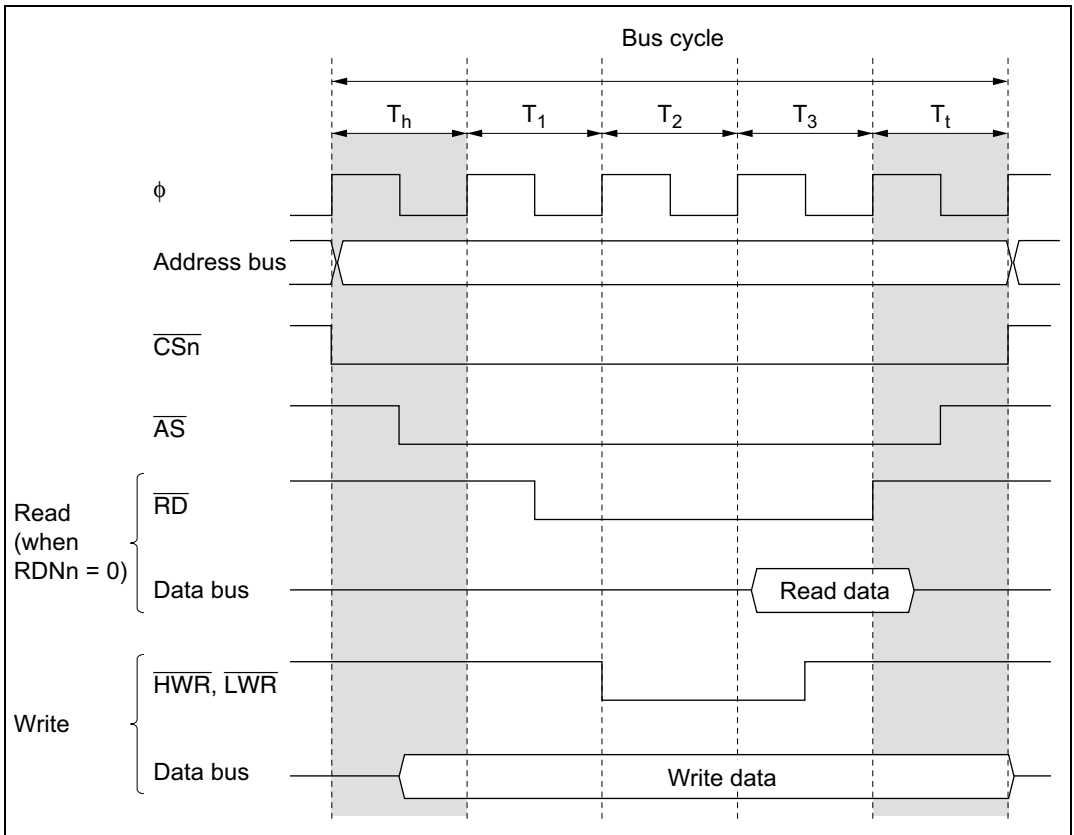 Bus cycle
Th T1 T2 T3 Tt
ϕ
Address bus
CSn
AS
Read
(when
RDNn = 0)
RD
Data bus
Read data
Write
HWR, LWR
Data bus
Write data